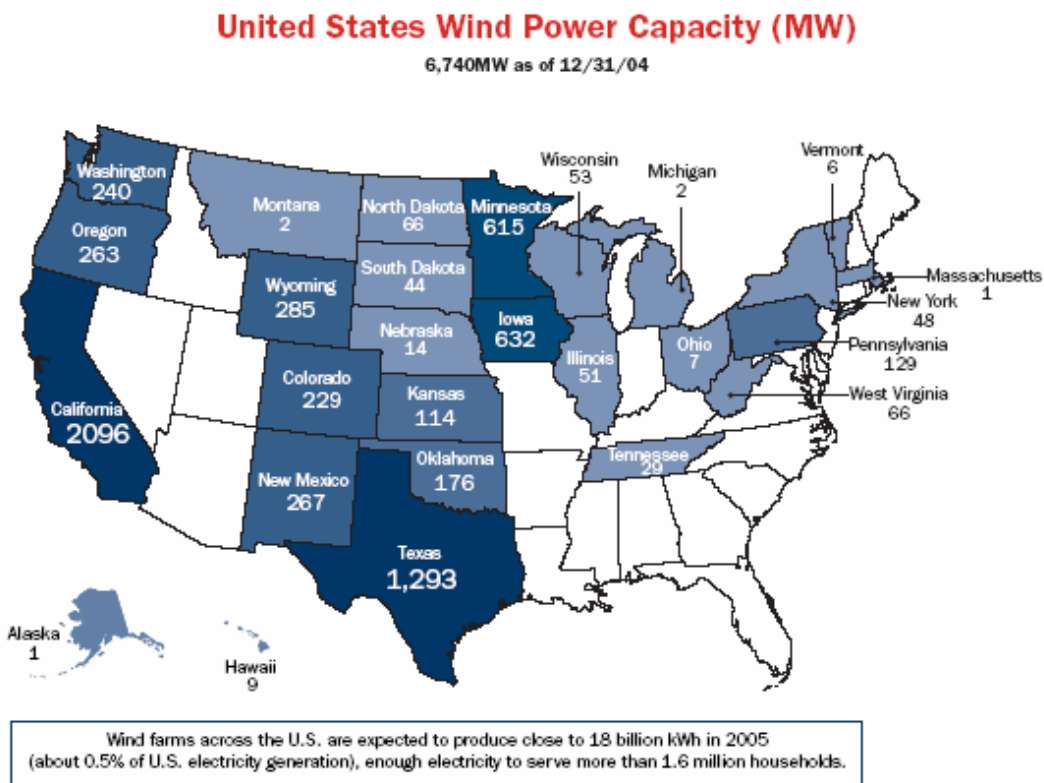 United States Wind Power Capacity (MW)
6,740MW as of 12/31/04
Washington
240
Oregon
263
California
2096
Montana
2
Wyoming
285
Colorado
229
New Mexico
267
North Dakota
66
South Dakota
44
Nebraska
14
Kansas
114
Oklahoma
176
Texas
1,293
Minnesota
615
Iowa
632
Wisconsin
53
Illinois
51
Michigan
2
Ohio
7
Tennessee
29
Vermont
6
Massachusetts
1
New York
48
Pennsylvania
129
West Virginia
66
Alaska
1
Hawaii
9
Wind farms across the U.S. are expected to produce close to 18 billion kWh in 2005
(about 0.5% of U.S. electricity generation), enough electricity to serve more than 1.6 million households.